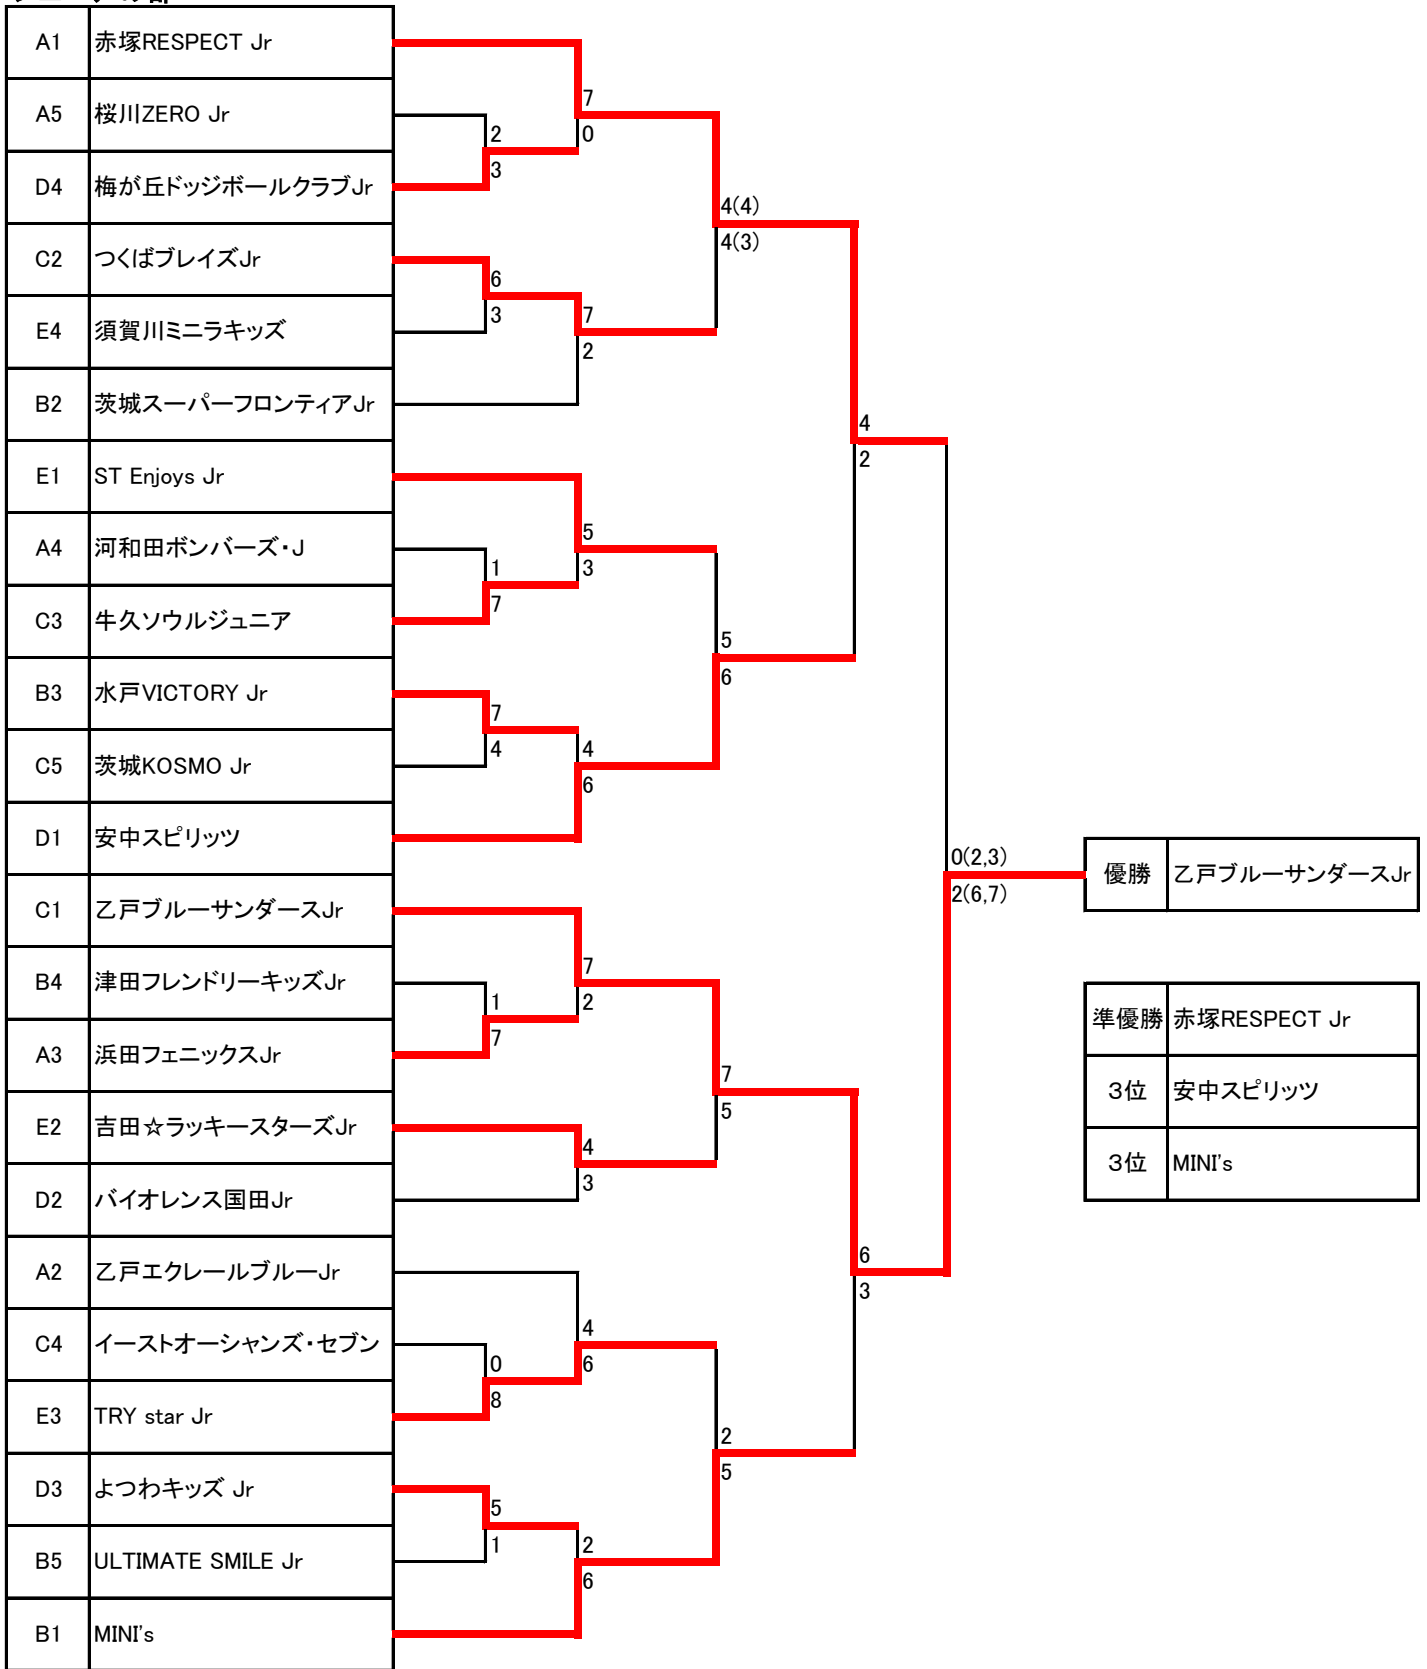 A1 赤塚RESPECT Jr
A5 桜川ZERO Jr
D4 梅が丘ドッジボールクラブJr
C2 つくばブレイズJr
E4 須賀川ミニラキッズ
B2 茨城スーパーフロンティアJr
E1 ST Enjoys Jr
A4 河和田ボンバーズ・J
C3 牛久ソウルジュニア
B3 水戸VICTORY Jr
C5 茨城KOSMO Jr
D1 安中スピリッツ
C1 乙戸ブルーサンダースJr
B4 津田フレンドリーキッズJr
A3 浜田フェニックスJr
E2 吉田☆ラッキースターズJr
D2 バイオレンス国田Jr
A2 乙戸エクレールブルーJr
C4 イーストオーシャンズ・セブン
E3 TRY star Jr
D3 よつわキッズ Jr
B5 ULTIMATE SMILE Jr
B1 MINI's
2
3
6
3
1
7
7
4
1
7
0
8
5
1
7
0
7
2
5
3
4
6
7
2
4
3
4
6
2
6
4(4)
4(3)
5
6
7
5
2
5
4
2
6
3
0(2,3)
2(6,7)
優勝 乙戸ブルーサンダースJr
準優勝 赤塚RESPECT Jr
3位 安中スピリッツ
3位 MINI's